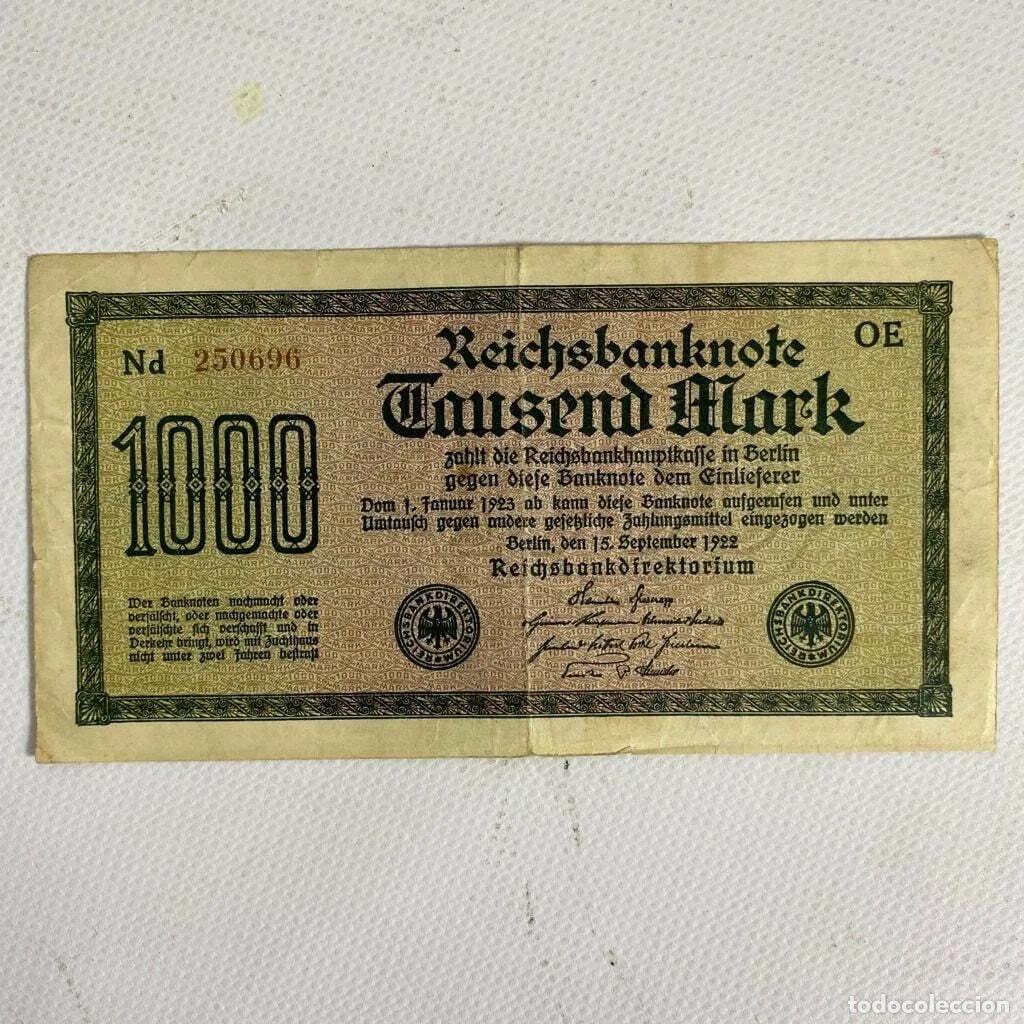 Nd 250696
OE
Reichsbanknote
Tausend Mark
1000
zahlt die Reichsbankhauptkasse in Berlin
gegen diese Banknote dem Einlieferer
Vom 1. Januar 1923 ab kann diese Banknote aufgerufen und unter
Umtausch gegen andere gesetzliche Zahlungsmittel eingezogen werden
Berlin, den 15. September 1922
Reichsbankdirektorium
Wer Banknoten nachmacht oder
verfälscht, oder nachgemachte oder
verfälschte sich verschafft und in
Verkehr bringt, wird mit Zuchthaus
nicht unter zwei Jahren bestraft
REICHSBANKDIREKTORIUM
REICHSBANKDIREKTORIUM
todocoleccion